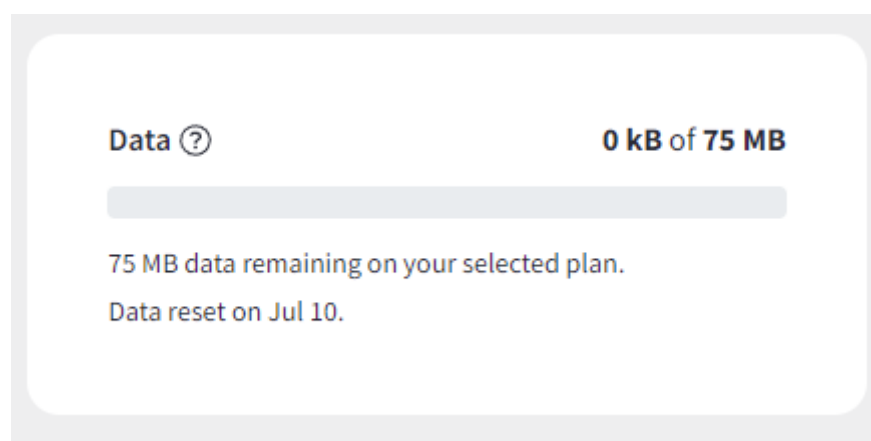 Data ? 0 kB of 75 MB
75 MB data remaining on your selected plan.
Data reset on Jul 10.